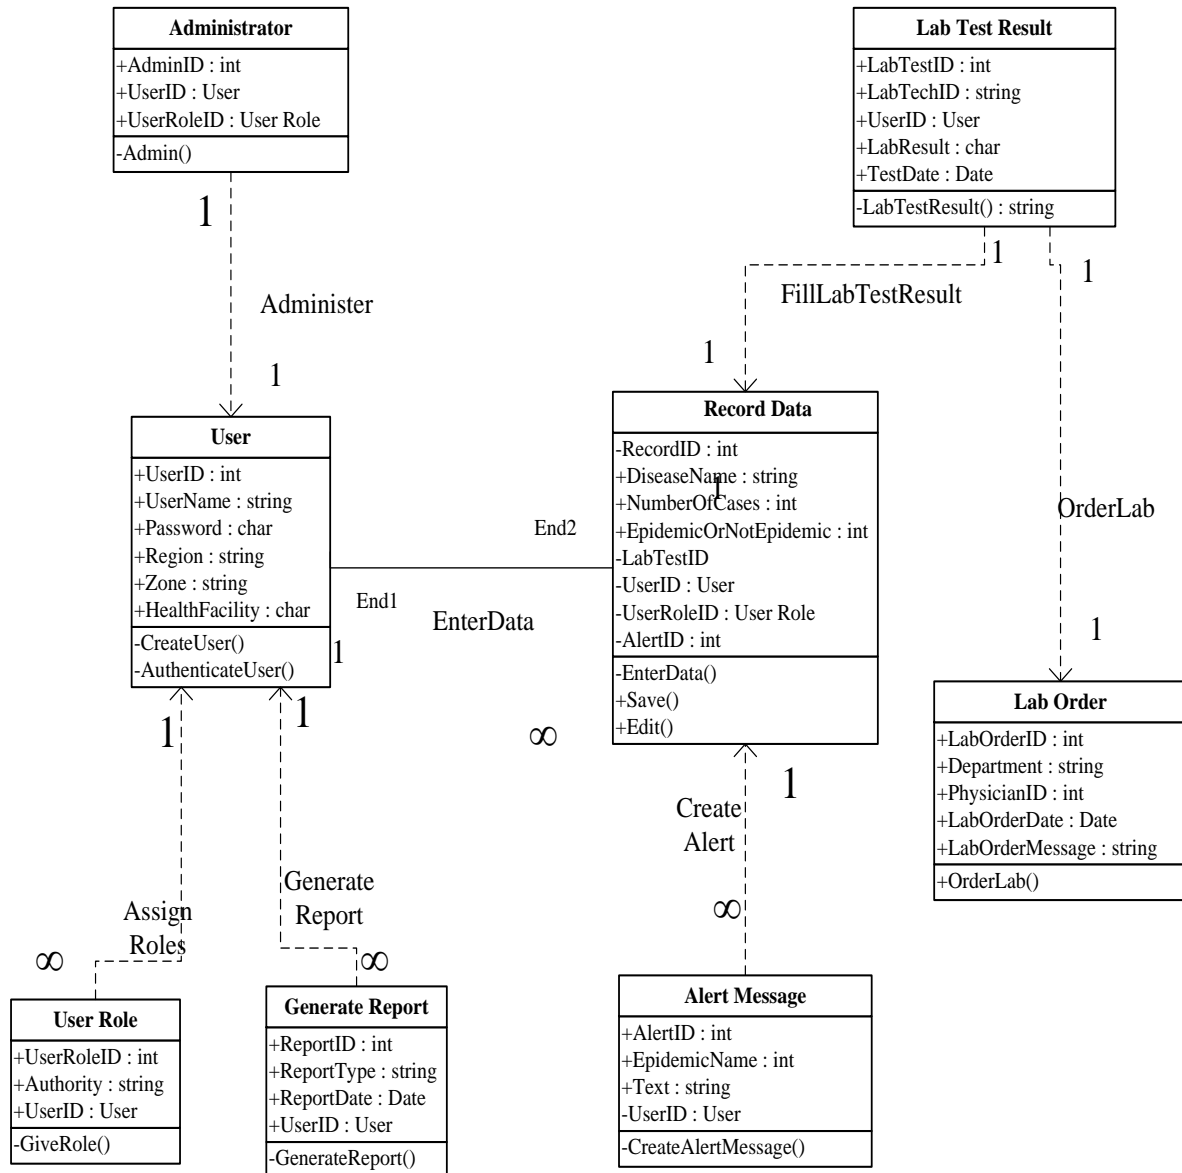 Administrator
+AdminID : int
+UserID : User
+UserRoleID : User Role
-Admin()
Lab Test Result
+LabTestID : int
+LabTechID : string
+UserID : User
+LabResult : char
+TestDate : Date
-LabTestResult() : string
1
Administer
1
1
FillLabTestResult
1
1
OrderLab
1
User
+UserID : int
+UserName : string
+Password : char
+Region : string
+Zone : string
+HealthFacility : char
-CreateUser()
-AuthenticateUser()
End1
End2
EnterData
1
∞
1
Record Data
-RecordID : int
+DiseaseName : string
+NumberOfCases : int
+EpidemicOrNotEpidemic : int
-LabTestID
-UserID : User
-UserRoleID : User Role
-AlertID : int
-EnterData()
+Save()
+Edit()
Lab Order
+LabOrderID : int
+Department : string
+PhysicianID : int
+LabOrderDate : Date
+LabOrderMessage : string
+OrderLab()
1
Assign
Roles
∞
1
Generate
Report
∞
1
Create
Alert
∞
User Role
+UserRoleID : int
+Authority : string
+UserID : User
-GiveRole()
Generate Report
+ReportID : int
+ReportType : string
+ReportDate : Date
+UserID : User
-GenerateReport()
Alert Message
+AlertID : int
+EpidemicName : int
+Text : string
-UserID : User
-CreateAlertMessage()